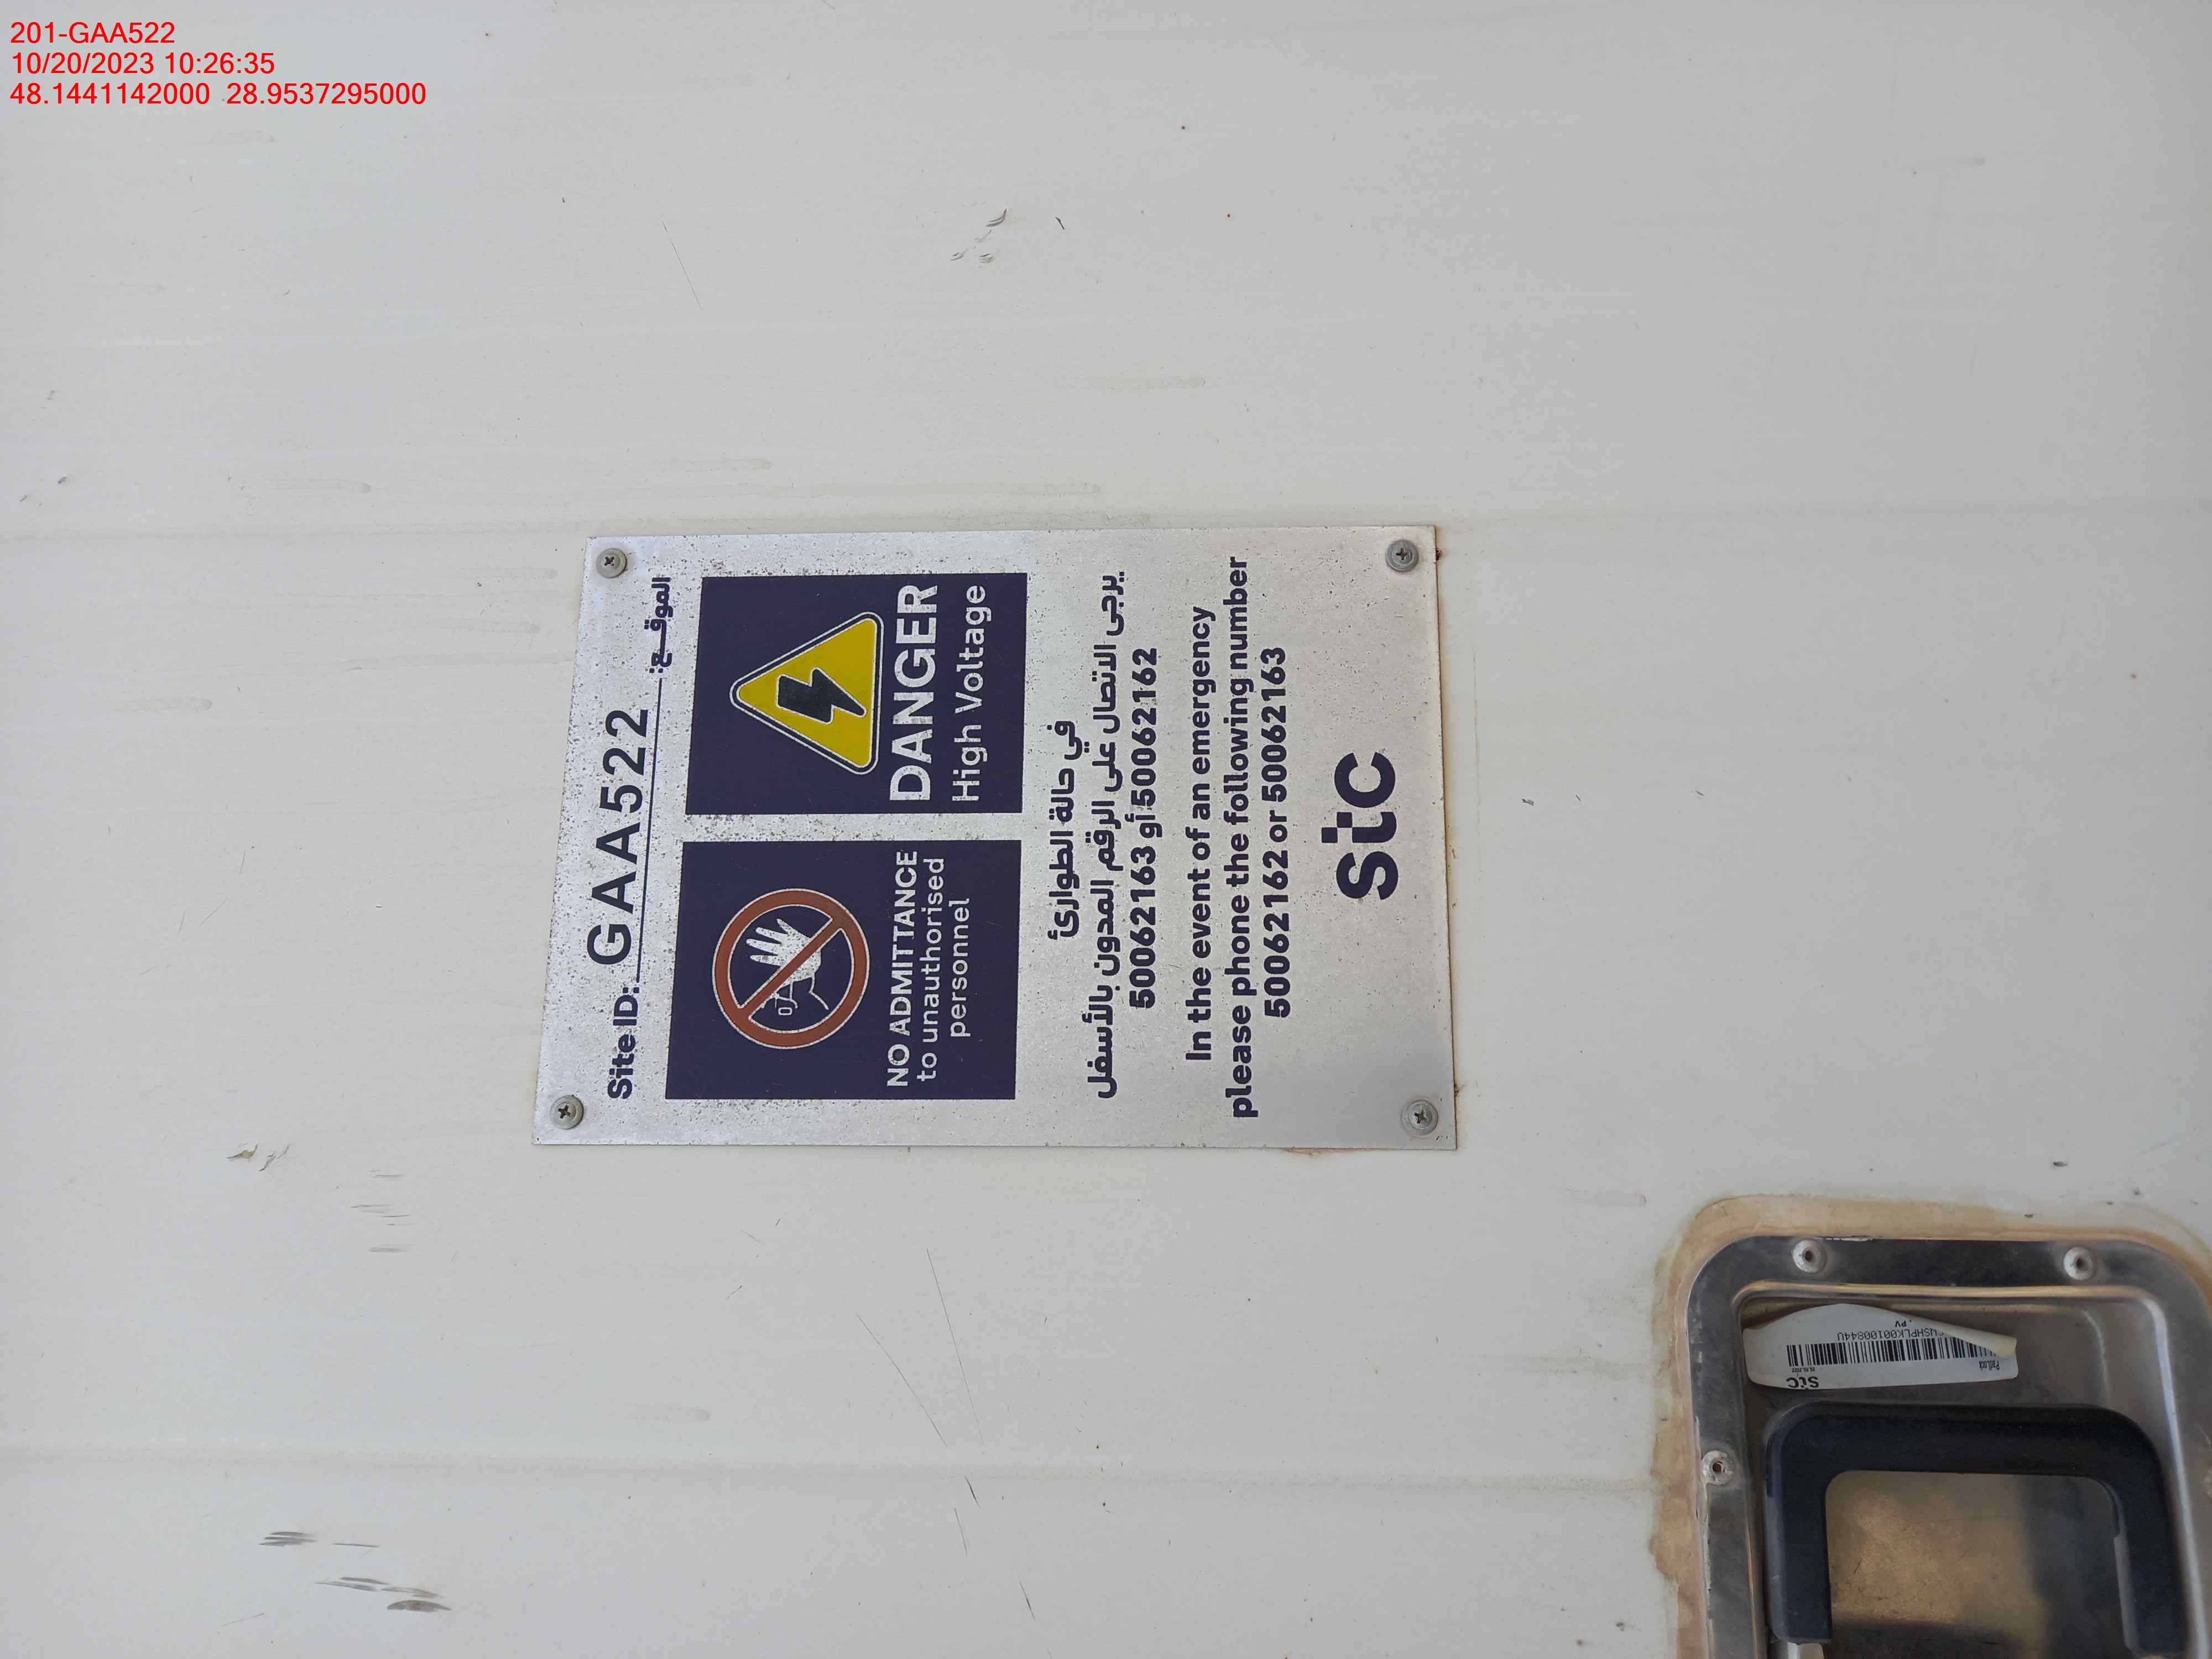 201-GAA522
10/20/2023 10:26:35
48.1441142000 28.9537295000
Site ID: GAA522 الموقـــع:
NO ADMITTANCE
to unauthorised
personnel
DANGER
High Voltage
في حالة الطوارئ
يرجى الاتصال على الرقم المدون بالأسفل
50062163 أو 50062162
In the event of an emergency
please phone the following number
50062162 or 50062163
stc
stc
PadLock